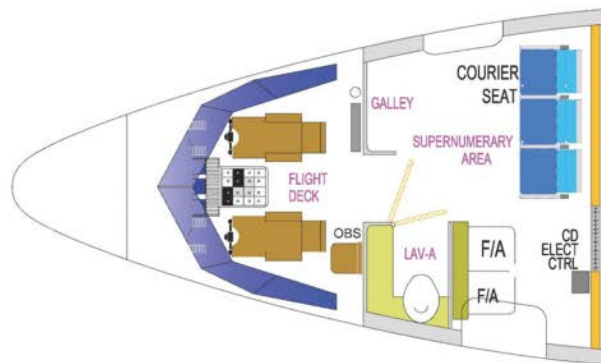 COURIER
SEAT
GALLEY
SUPERNUMERARY
AREA
FLIGHT
DECK
OBS
LAV-A
F/A
F/A
CD
ELECT
CTRL